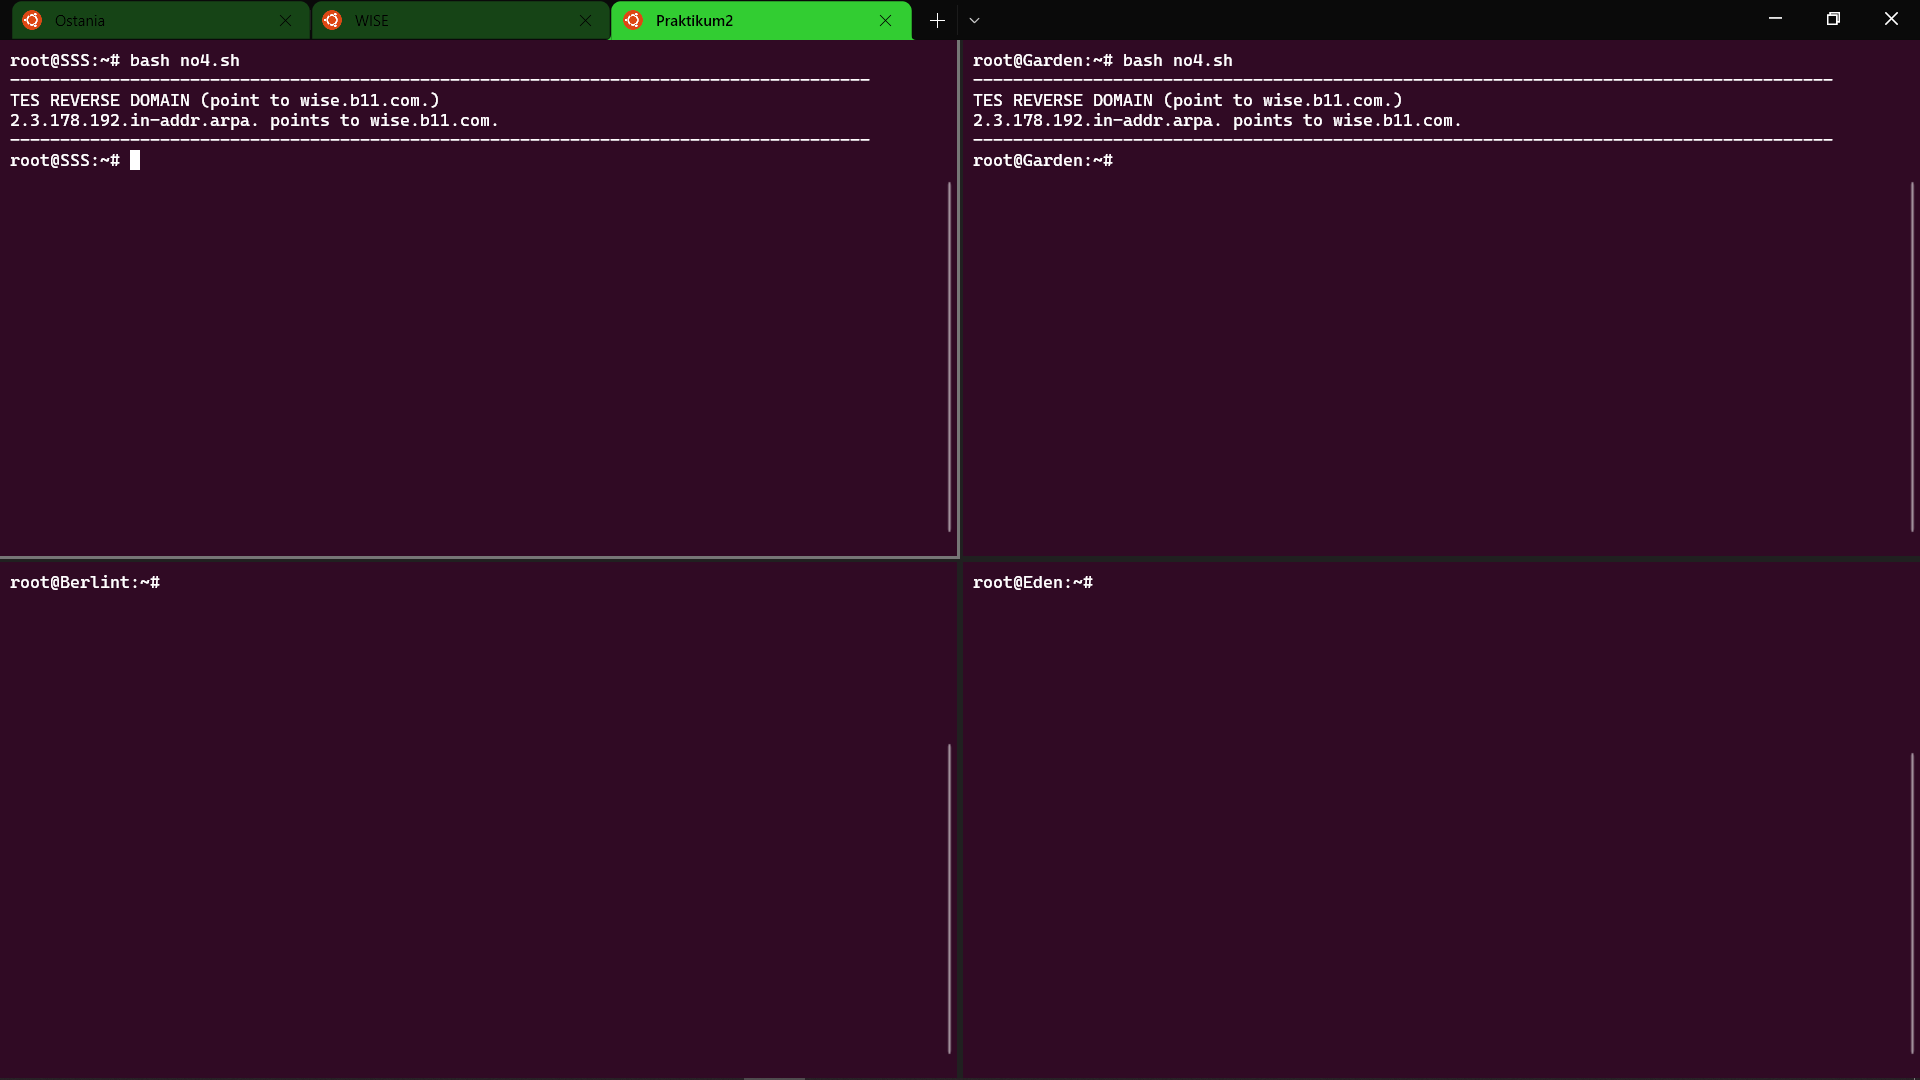 Ostania
WISE
Praktikum2
root@SSS:~# bash no4.sh
--------------------------------------------------------------------------------------
TES REVERSE DOMAIN (point to wise.b11.com.)
2.3.178.192.in-addr.arpa. points to wise.b11.com.
--------------------------------------------------------------------------------------
root@SSS:~#
root@Garden:~# bash no4.sh
--------------------------------------------------------------------------------------
TES REVERSE DOMAIN (point to wise.b11.com.)
2.3.178.192.in-addr.arpa. points to wise.b11.com.
--------------------------------------------------------------------------------------
root@Garden:~#
root@Berlint:~#
root@Eden:~#